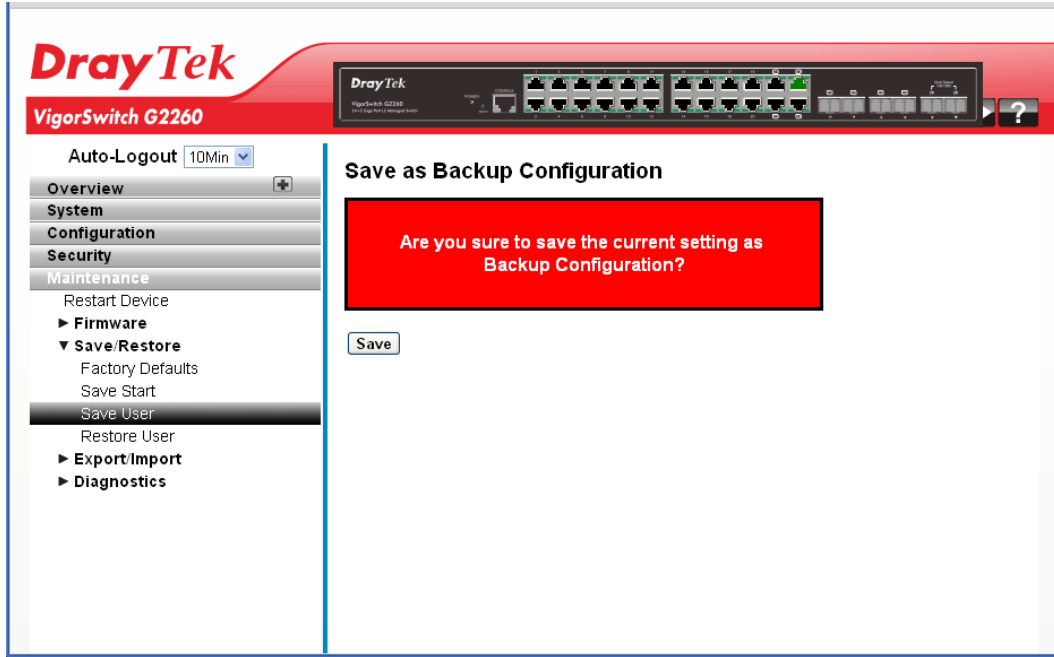 DrayTek
VigorSwitch G2260
DrayTek
VigorSwitch G2260
CONSOLE
POWER
?
Auto-Logout 10Min
Overview
System
Configuration
Security
Maintenance
Restart Device
Firmware
Save/Restore
Factory Defaults
Save Start
Save User
Restore User
Export/Import
Diagnostics
Save as Backup Configuration
Are you sure to save the current setting as
Backup Configuration?
Save